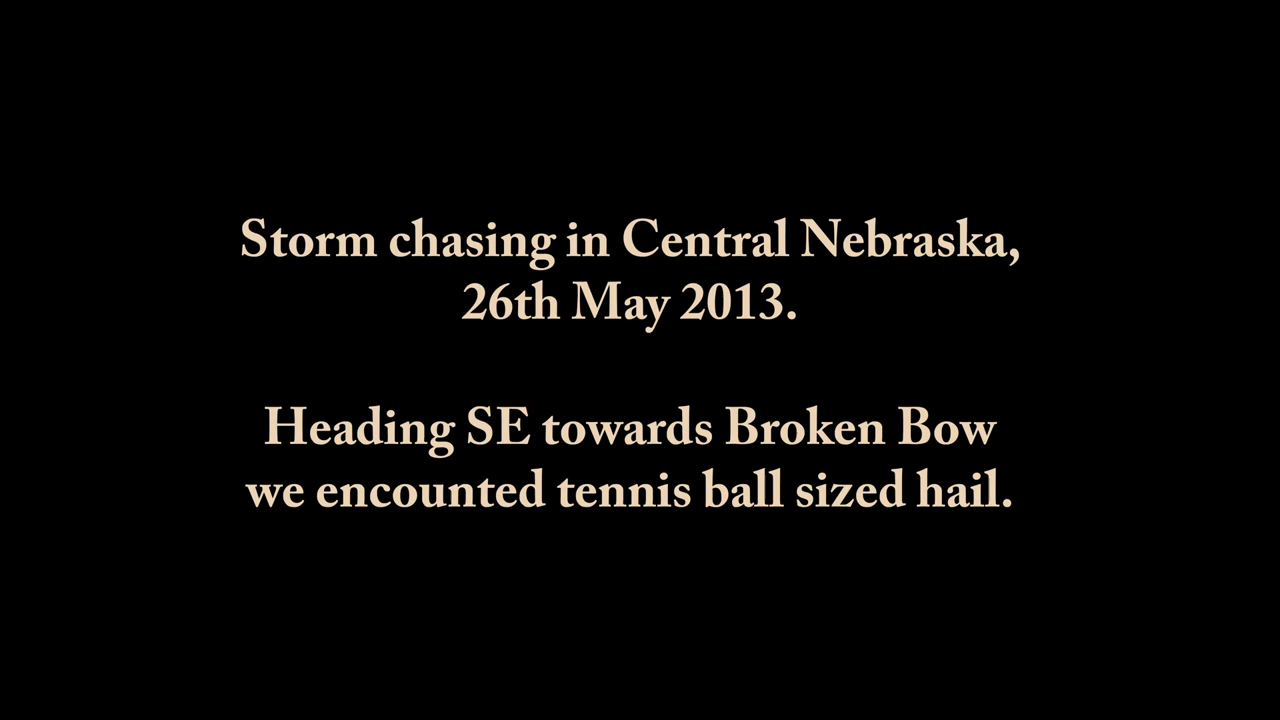 Storm chasing in Central Nebraska,
26th May 2013.
Heading SE towards Broken Bow
we encounted tennis ball sized hail.